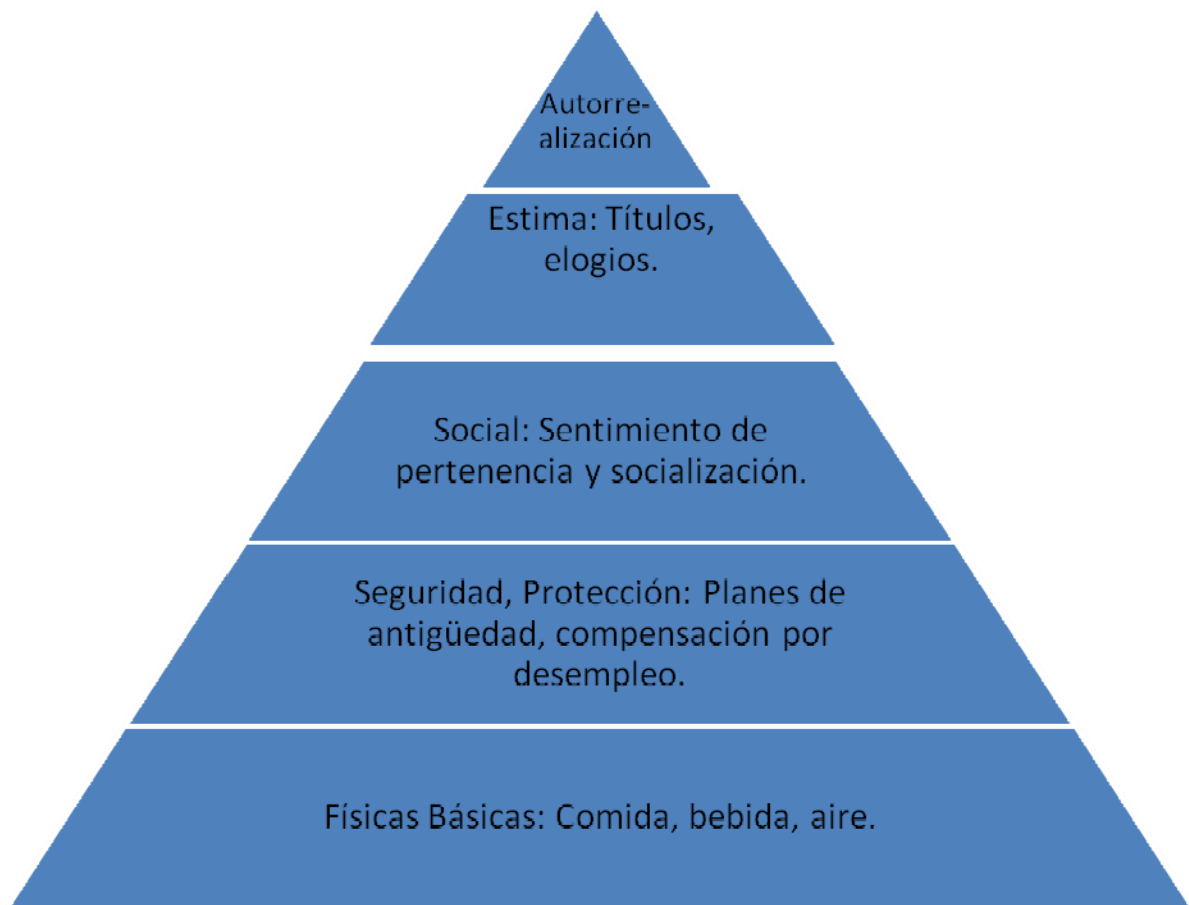 Autorre-
alización
Estima: Títulos,
elogios.
Social: Sentimiento de
pertenencia y socialización.
Seguridad, Protección: Planes de
antigüedad, compensación por
desempleo.
Físicas Básicas: Comida, bebida, aire.